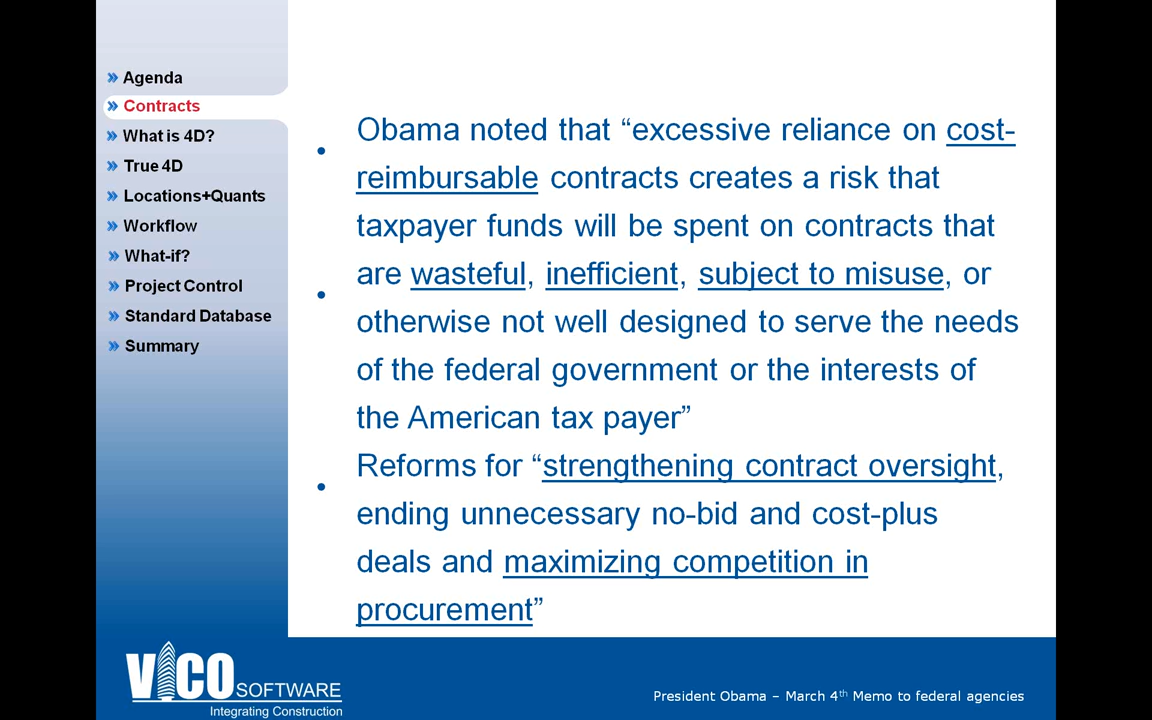 » Agenda
» Contracts
» What is 4D?
» True 4D
» Locations+Quants
» Workflow
» What-if?
» Project Control
» Standard Database
» Summary
• Obama noted that “excessive reliance on cost-
reimbursable contracts creates a risk that
taxpayer funds will be spent on contracts that
• are wasteful, inefficient, subject to misuse, or
otherwise not well designed to serve the needs
of the federal government or the interests of
the American tax payer”
• Reforms for “strengthening contract oversight,
ending unnecessary no-bid and cost-plus
deals and maximizing competition in
procurement”
VICO SOFTWARE
Integrating Construction
President Obama – March 4th Memo to federal agencies